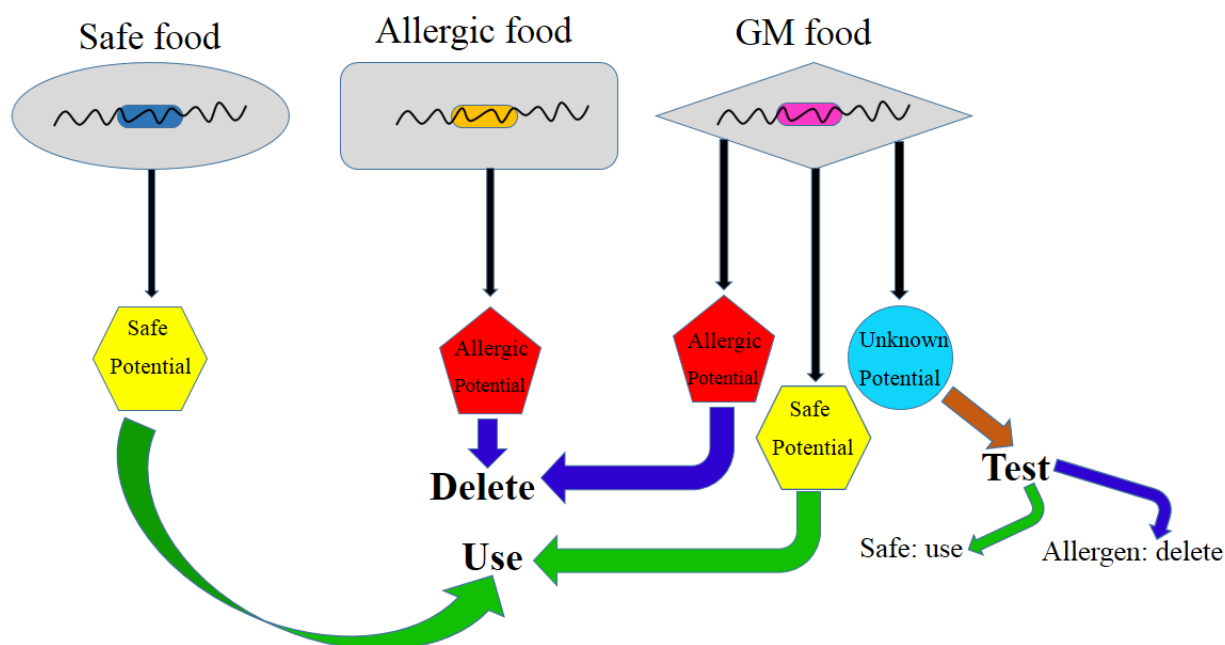 Safe food
Allergic food
GM food
Safe
Potential
Allergic
Potential
Allergic
Potential
Safe
Potential
Unknown
Potential
Delete
Use
Test
Safe: use
Allergen: delete